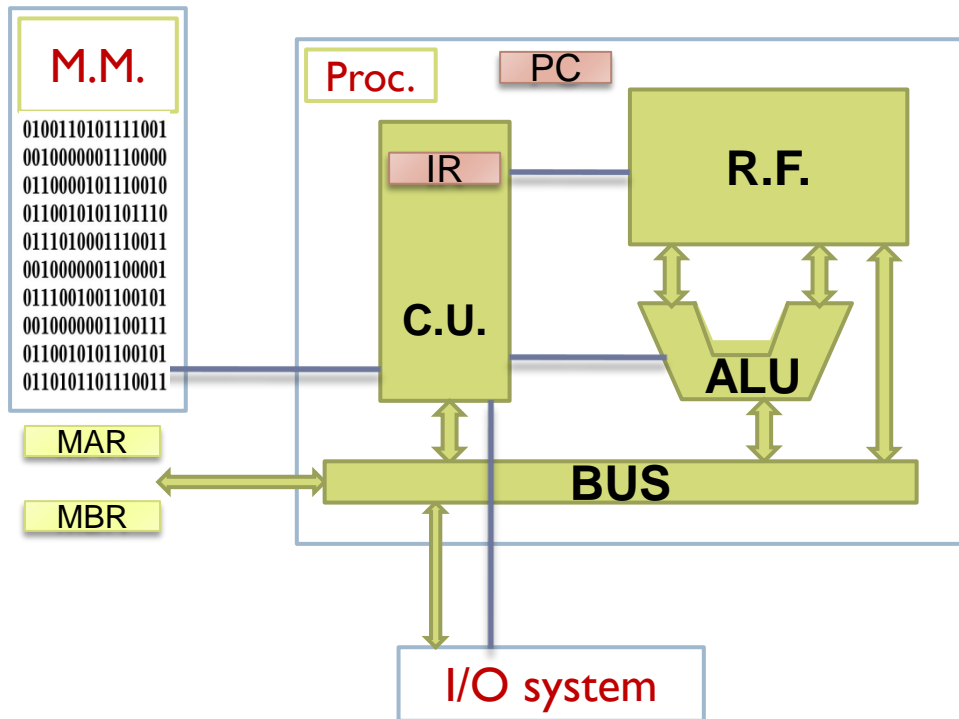 M.M.
0100110101111001
0010000001110000
0110000101110010
0110010101101110
0111010001110011
0010000001100001
0111001001100101
0010000001100111
0110010101100101
0110101101110011
MAR
MBR
Proc.
PC
IR
C.U.
R.F.
ALU
BUS
I/O system